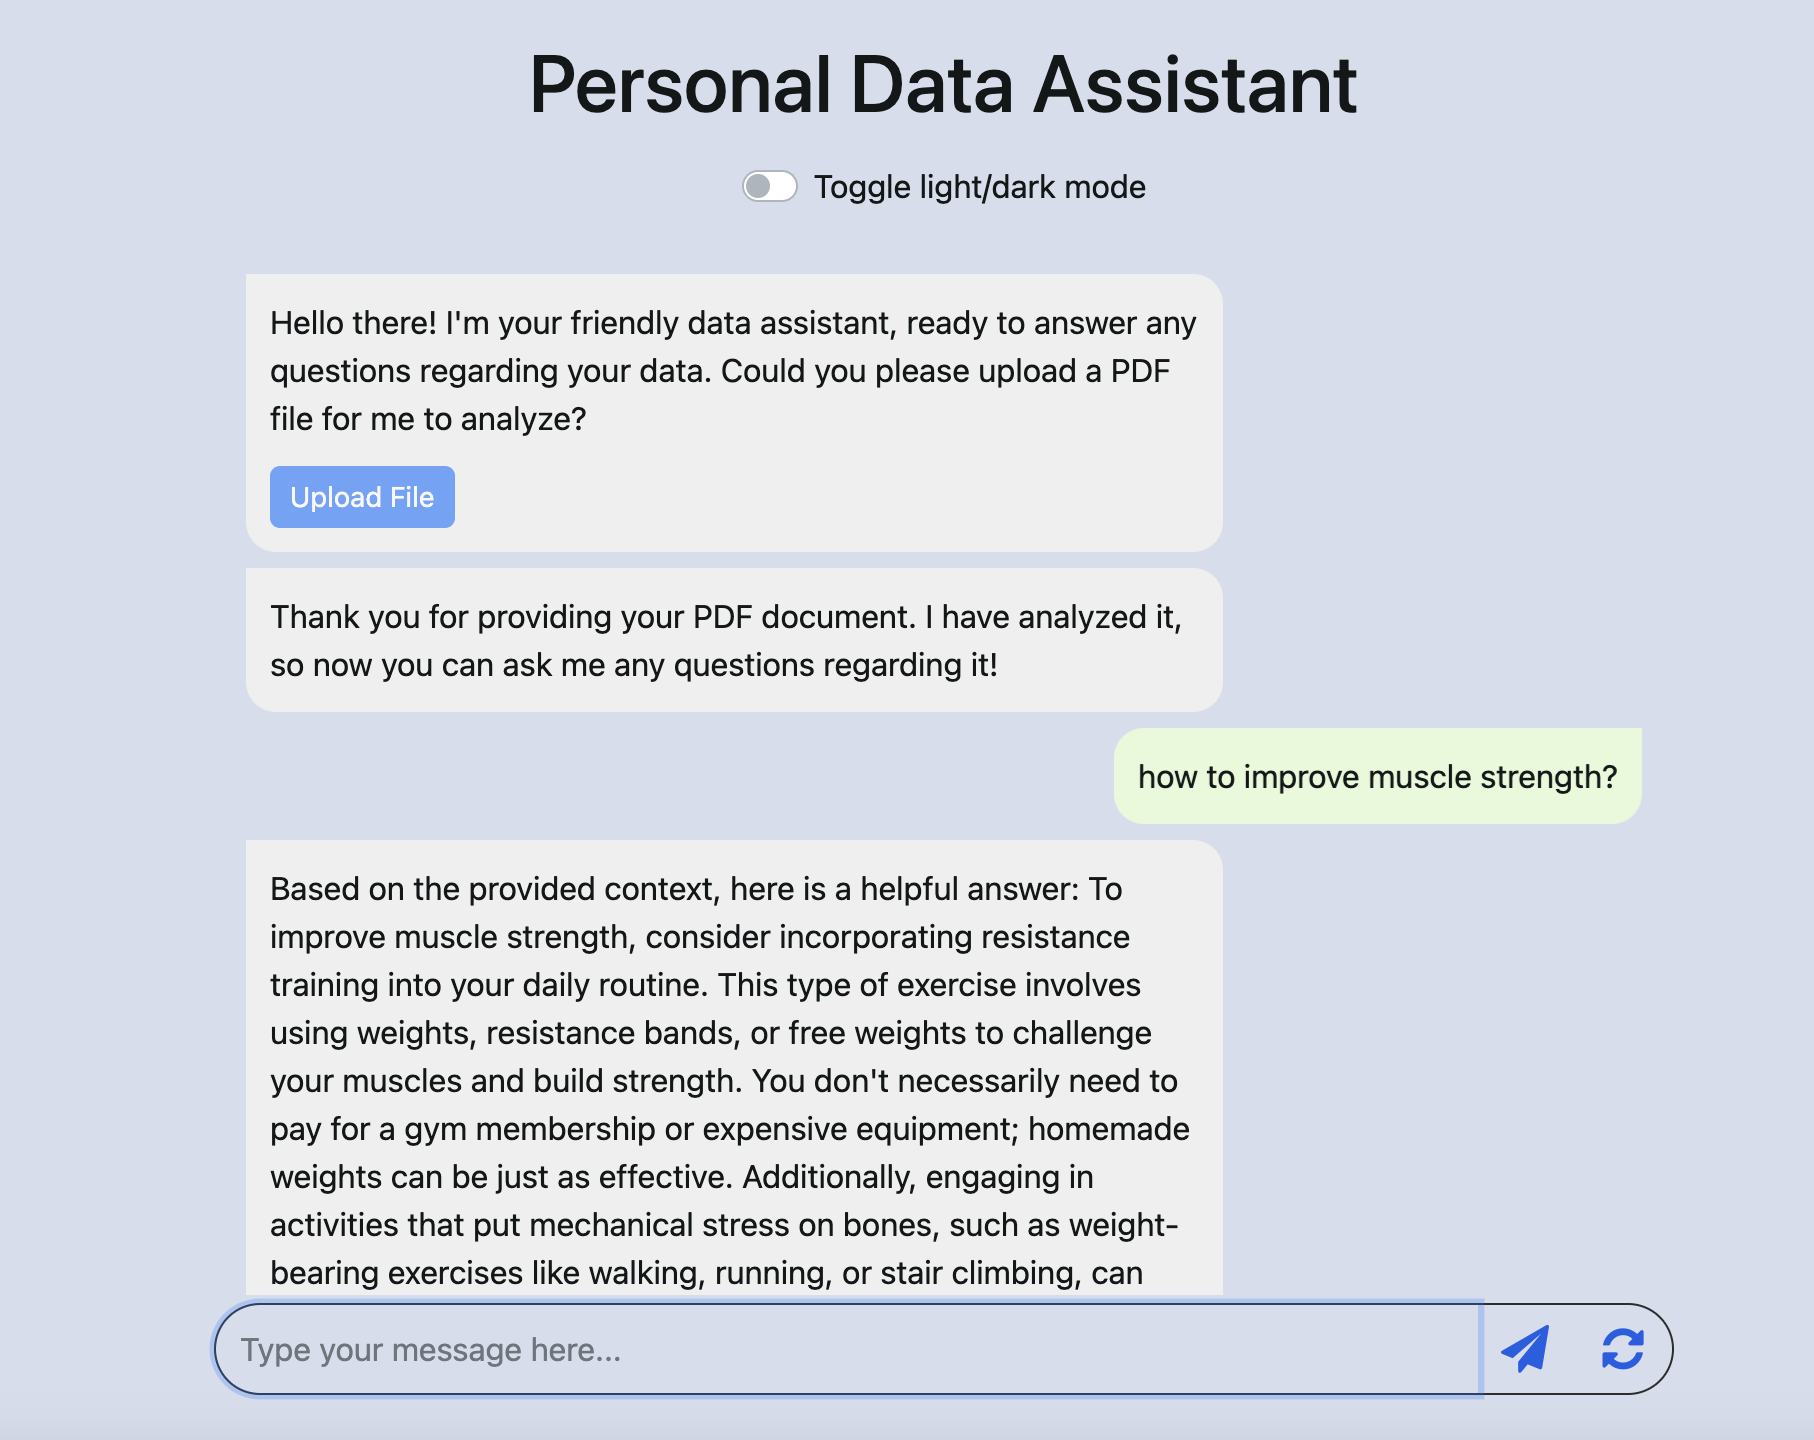 Personal Data Assistant
Toggle light/dark mode
Hello there! I'm your friendly data assistant, ready to answer any
questions regarding your data. Could you please upload a PDF
file for me to analyze?
Upload File
Thank you for providing your PDF document. I have analyzed it,
so now you can ask me any questions regarding it!
how to improve muscle strength?
Based on the provided context, here is a helpful answer: To
improve muscle strength, consider incorporating resistance
training into your daily routine. This type of exercise involves
using weights, resistance bands, or free weights to challenge
your muscles and build strength. You don't necessarily need to
pay for a gym membership or expensive equipment; homemade
weights can be just as effective. Additionally, engaging in
activities that put mechanical stress on bones, such as weight-
bearing exercises like walking, running, or stair climbing, can
Type your message here...